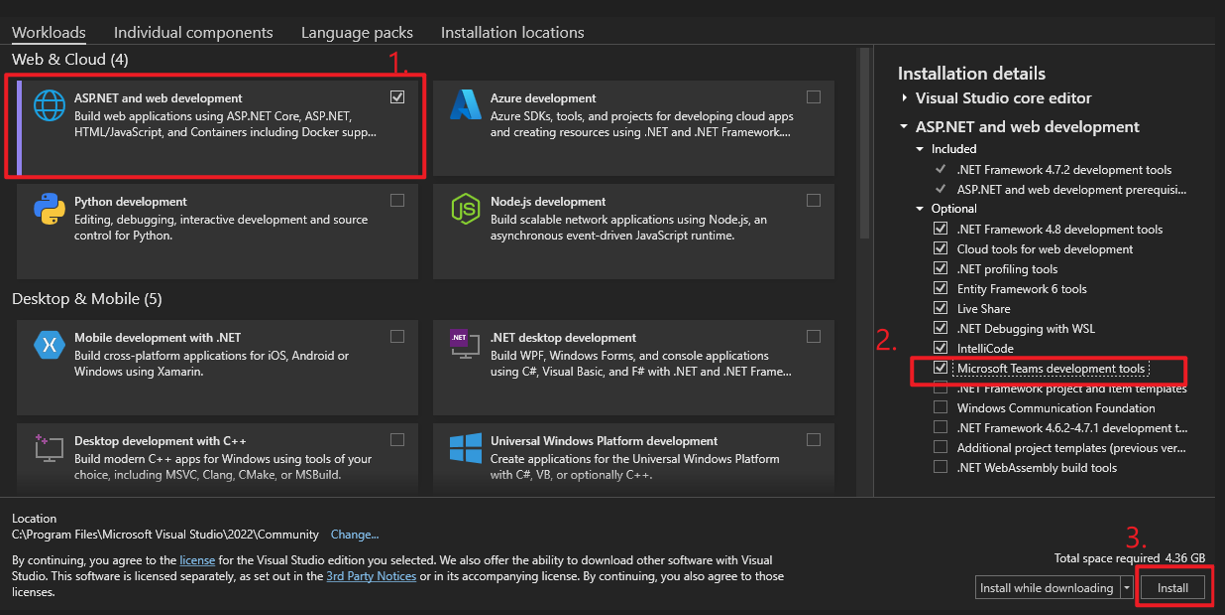 Workloads Individual components Language packs Installation locations
Web & Cloud (4)
1.
ASP.NET and web development
Build web applications using ASP.NET Core, ASP.NET,
HTML/JavaScript, and Containers including Docker supp...
Azure development
Azure SDKs, tools, and projects for developing cloud apps
and creating resources using .NET and .NET Framework....
Python development
Editing, debugging, interactive development and source
control for Python.
JS
Node.js development
Build scalable network applications using Node.js, an
asynchronous event-driven JavaScript runtime.
Desktop & Mobile (5)
Mobile development with .NET
Build cross-platform applications for iOS, Android or
Windows using Xamarin.
.NET
.NET desktop development
Build WPF, Windows Forms, and console applications
using C#, Visual Basic, and F# with .NET and .NET Frame...
Desktop development with C++
Build modern C++ apps for Windows using tools of your
choice, including MSVC, Clang, CMake, or MSBuild.
Universal Windows Platform development
Create applications for the Universal Windows Platform
with C#, VB, or optionally C++.
Installation details
Visual Studio core editor
ASP.NET and web development
Included
.NET Framework 4.7.2 development tools
ASP.NET and web development prerequisi...
Optional
.NET Framework 4.8 development tools
Cloud tools for web development
.NET profiling tools
Entity Framework 6 tools
Live Share
.NET Debugging with WSL
IntelliCode
2.
Microsoft Teams development tools
.NET Framework project and item templates
Windows Communication Foundation
.NET Framework 4.6.2-4.7.1 development t...
Additional project templates (previous ver...
.NET WebAssembly build tools
Location
C:\Program Files\Microsoft Visual Studio\2022\Community Change...
By continuing, you agree to the license for the Visual Studio edition you selected. We also offer the ability to download other software with Visual
Studio. This software is licensed separately, as set out in the 3rd Party Notices or in its accompanying license. By continuing, you also agree to those
licenses.
3.
Total space required 4.36 GB
Install while downloading
Install